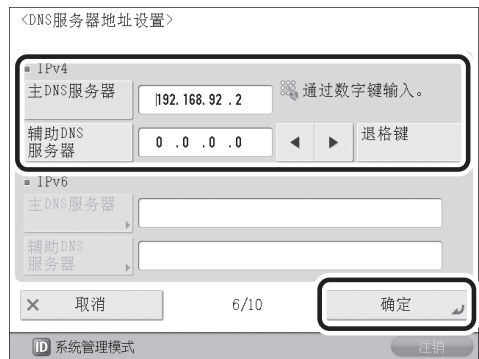 <DNS服务器地址设置>
▪ IPv4
主DNS服务器 192.168.92 .2 通过数字键输入。
辅助DNS
服务器 0 .0 .0 .0 ◀ ▶ 退格键
▪ IPv6
主DNS服务器
辅助DNS
服务器
× 取消 6/10 确定
ID 系统管理模式 注销